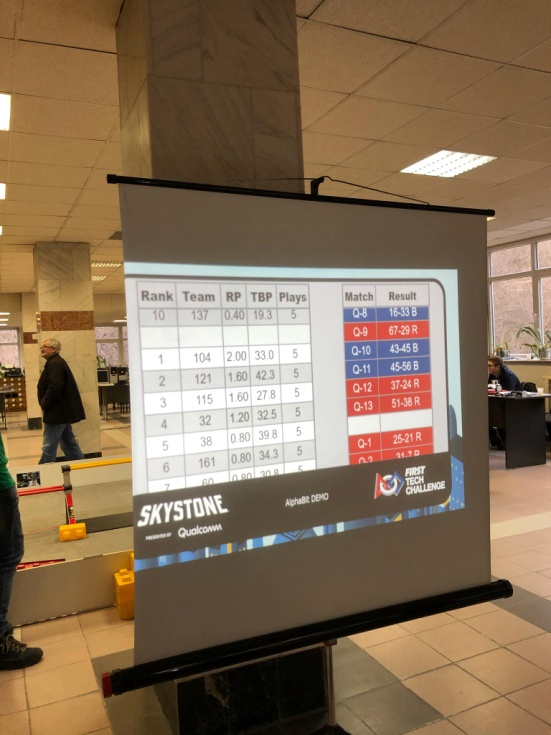 Rank Team RP TBP Plays
10 137 0.40 19.3 5
1 104 2.00 33.0 5
2 121 1.60 42.3 5
3 115 1.60 27.8 5
4 32 1.20 32.5 5
5 38 0.80 39.8 5
6 161 0.80 34.3 5
7 60 0.80 30.8 5
Match Result
Q-8 16-33 B
Q-9 67-29 R
Q-10 43-45 B
Q-11 45-56 B
Q-12 37-24 R
Q-13 51-38 R
Q-1 25-21 R
Q-2 31-7 R
SKYSTONE
PRESENTED BY Qualcomm
AlphaBit DEMO
FIRST
TECH
CHALLENGE